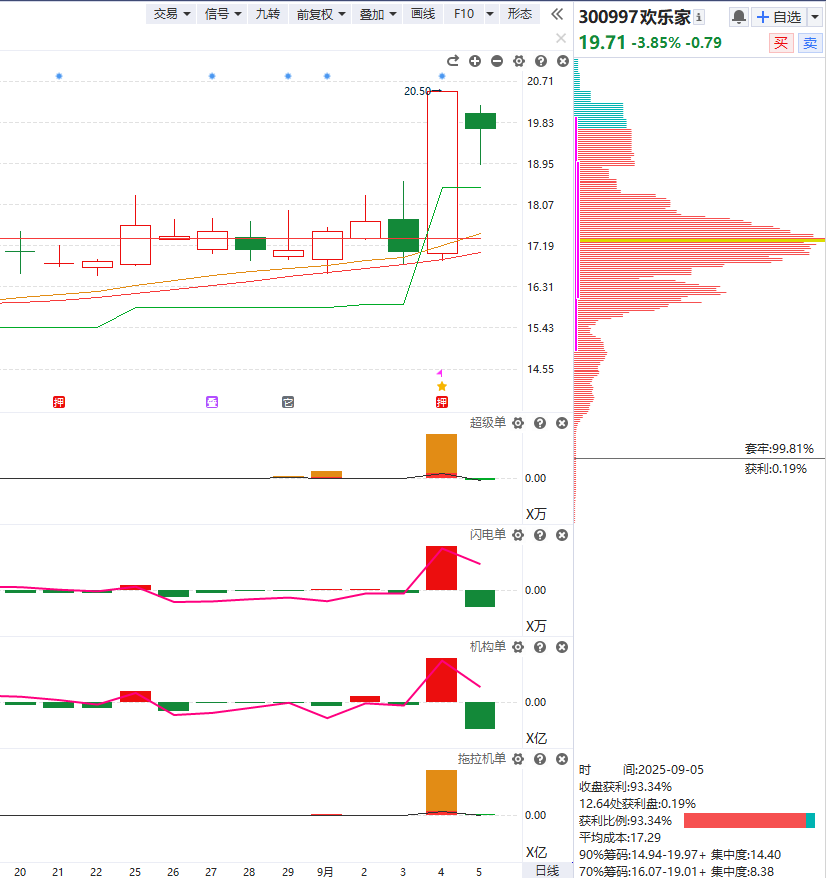 交易 信号 九转 前复权 叠加 画线 F10 形态
300997欢乐家
自选
19.71 -3.85% -0.79
买 卖
20.71
20.50
19.83
18.95
18.07
17.19
16.31
15.43
14.55
押 押
套牢:99.81%
获利:0.19%
超级单
0.00
X万
闪电单
0.00
X万
机构单
0.00
X亿
拖拉机单
0.00
X亿
时 间:2025-09-05
收盘获利:93.34%
12.64处获利盘:0.19%
获利比例:93.34%
平均成本:17.29
90%筹码:14.94-19.97+ 集中度:14.40
70%筹码:16.07-19.01+ 集中度:8.38
20 21 22 25 26 27 28 29 9月 2 3 4 5 日线